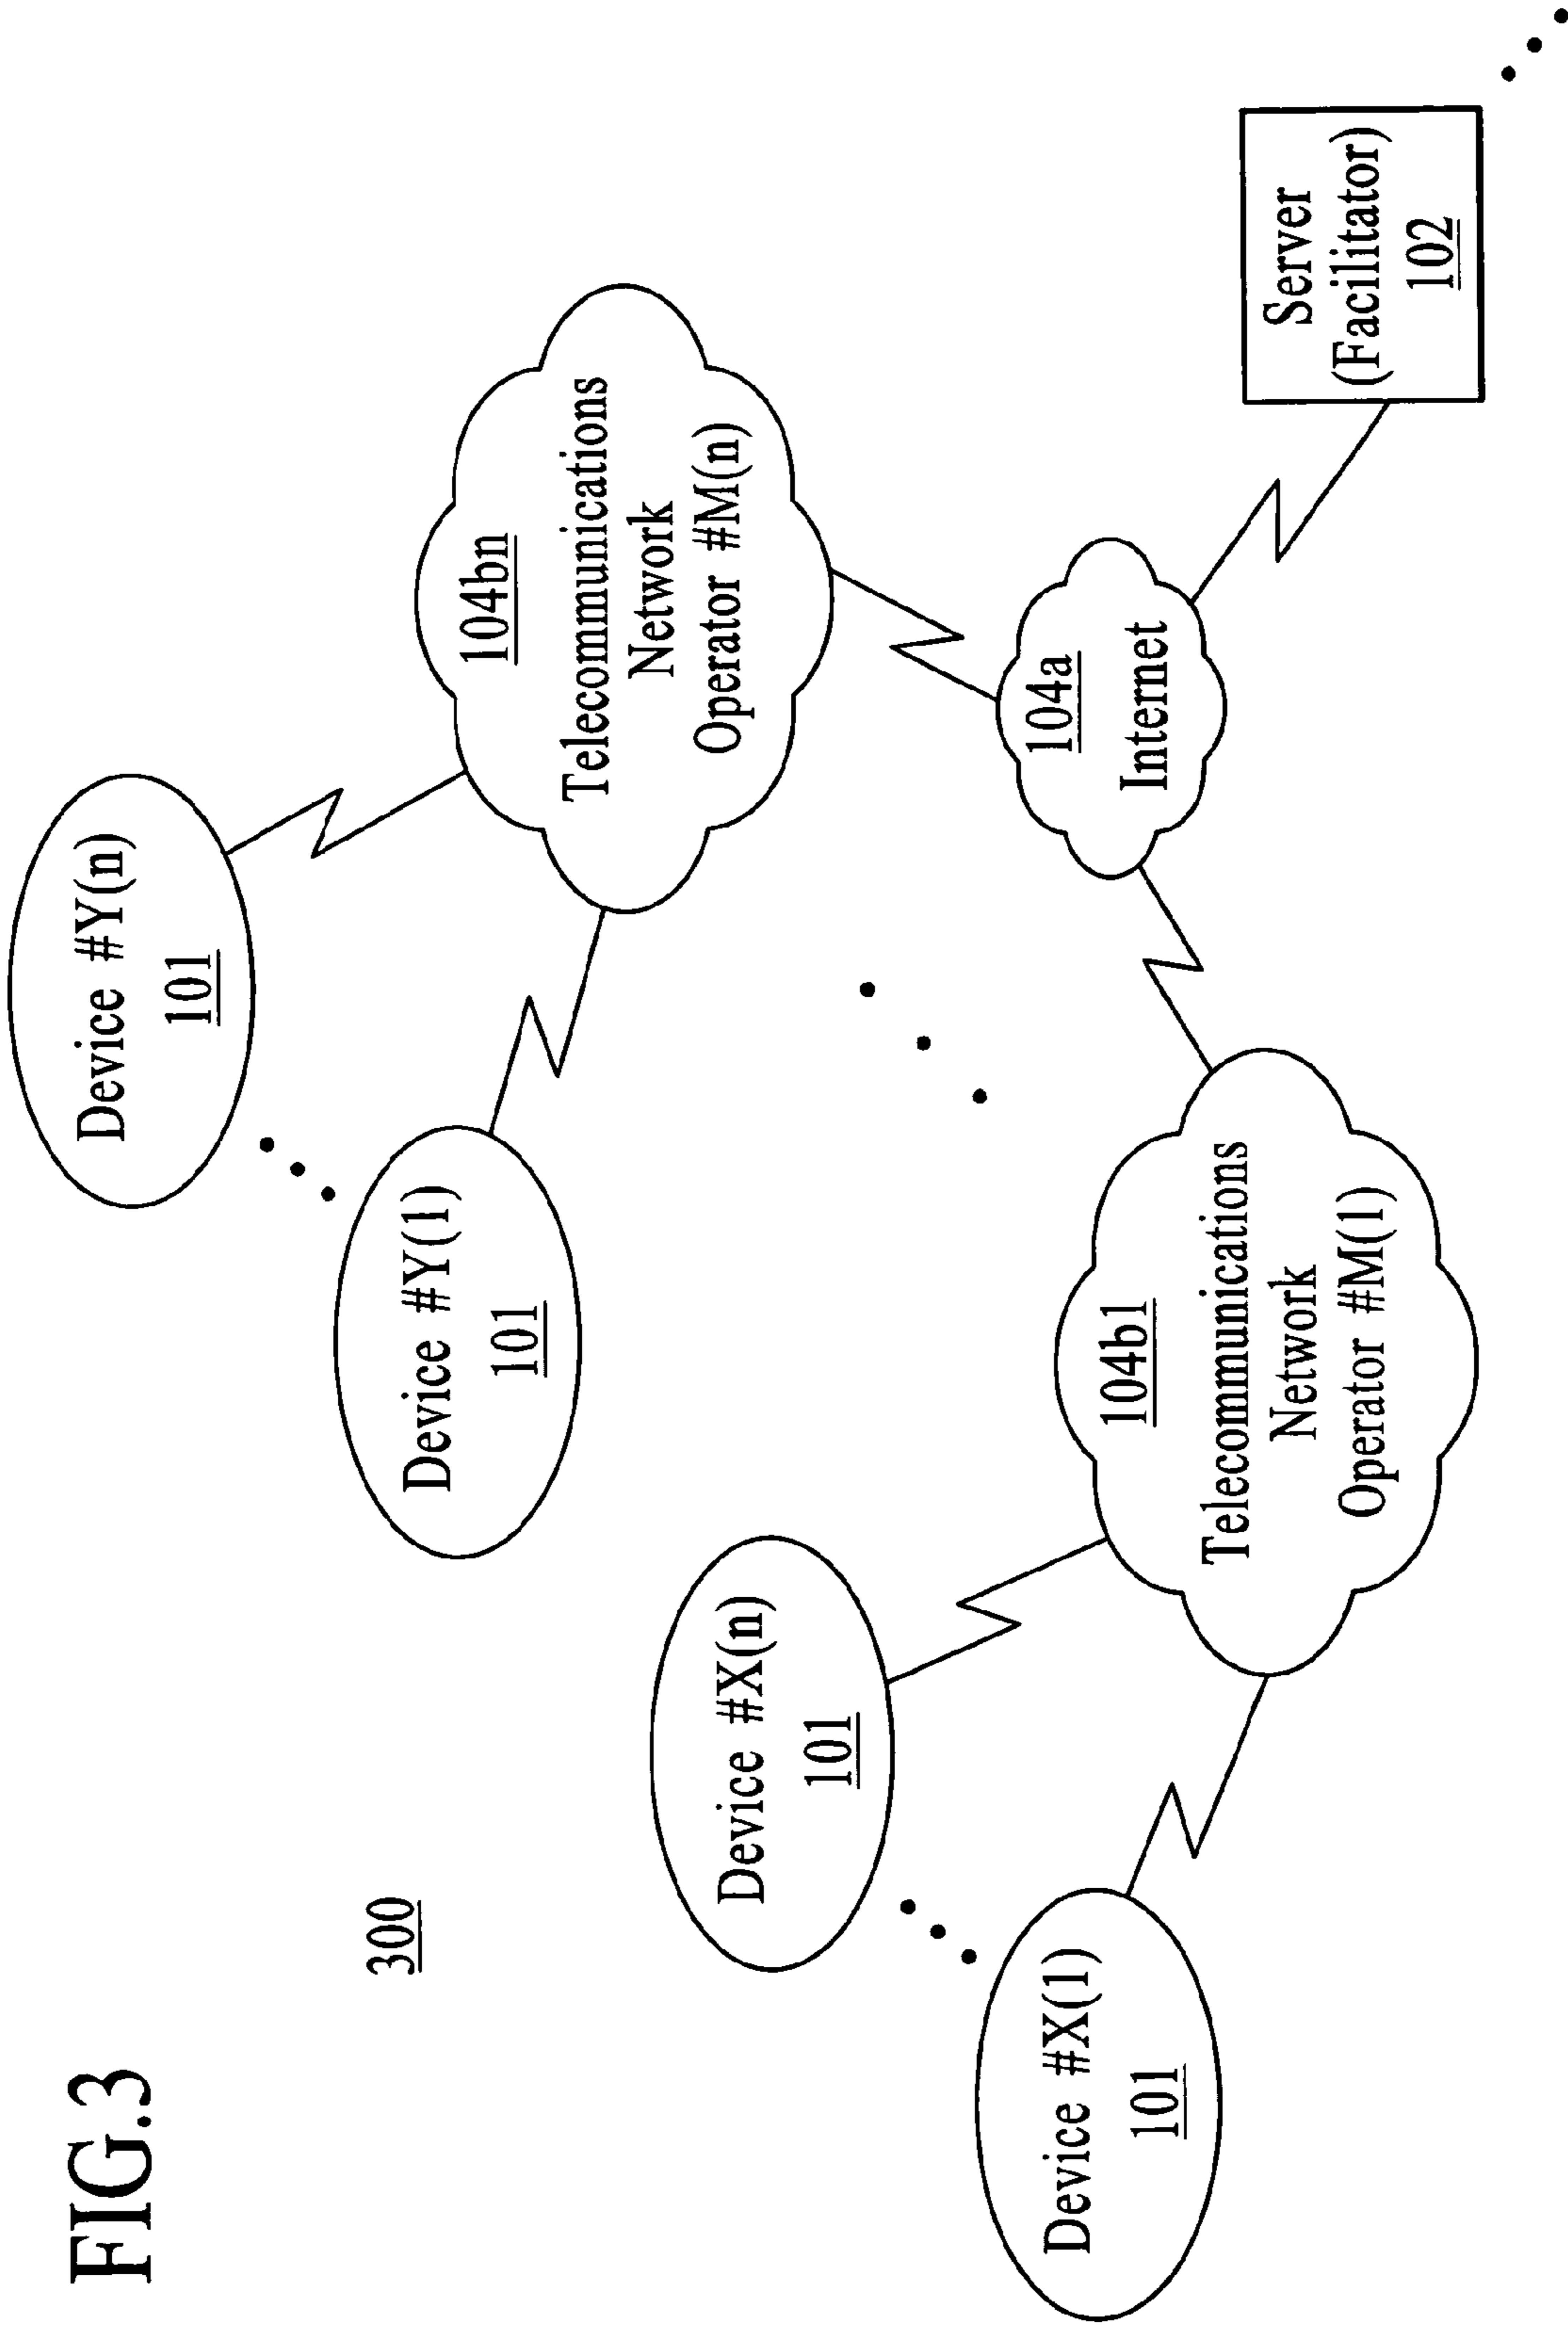 FIG.3
300
Device #X(1)
101
Device #X(n)
101
Device #Y(1)
101
Device #Y(n)
101
104b1
Telecommunications
Network
Operator #M(1)
104bn
Telecommunications
Network
Operator #M(n)
104a
Internet
Server
(Facilitator)
102